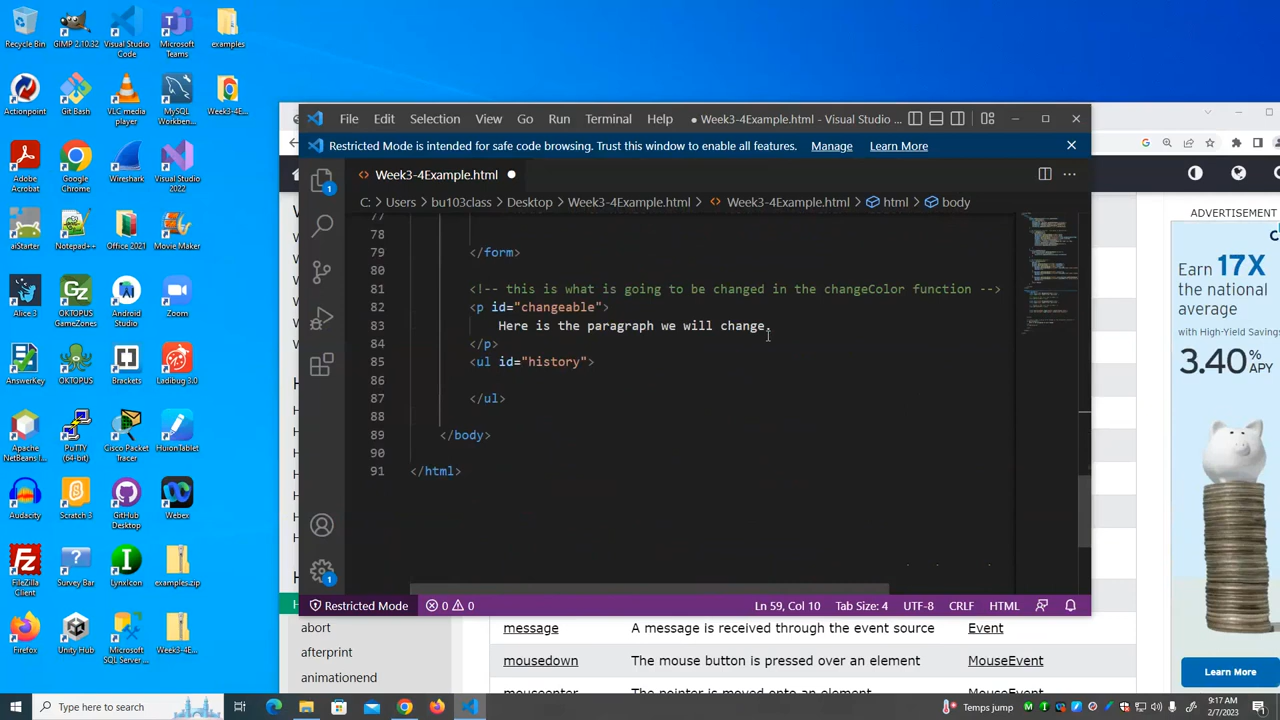 Recycle Bin
GIMP 2.10.32
Visual Studio Code
Microsoft Teams
examples
Actionpoint
Git Bash
VLC media player
MySQL Workben...
Week3-4E...
Adobe Acrobat
Google Chrome
Wireshark
Visual Studio 2022
aiStarter
Notepad++
Office 2021
Movie Maker
Alice 3
OKTOPUS GameZones
Android Studio
Zoom
AnswerKey
OKTOPUS
Brackets
Ladibug 3.0
Apache NetBeans I...
PuTTY (64-bit)
Cisco Packet Tracer
HuionTablet
Audacity
Scratch 3
GitHub Desktop
Webex
FileZilla Client
Survey Bar
LynxIcon
examples.zip
Firefox
Unity Hub
Microsoft SQL Server ...
Week3-4E...
File Edit Selection View Go Run Terminal Help ● Week3-4Example.html - Visual Studio ...
Restricted Mode is intended for safe code browsing. Trust this window to enable all features. Manage Learn More
Week3-4Example.html
C: > Users > bu103class > Desktop > Week3-4Example.html > Week3-4Example.html > html > body
77
78
79 </form>
80
81 <!-- this is what is going to be changed in the changeColor function -->
82 <p id="changeable">
83 Here is the paragraph we will change.
84 </p>
85 <ul id="history">
86
87 </ul>
88
89 </body>
90
91 </html>
Restricted Mode 0 0 Ln 59, Col 10 Tab Size: 4 UTF-8 CRLF HTML
abort
afterprint
animationend
message A message is received through the event source Event
mousedown The mouse button is pressed over an element MouseEvent
mouseenter The pointer is moved onto an element MouseEvent
ADVERTISEMENT
Earn 17X
the national
average
with High-Yield Savings
3.40% APY
Learn More
Type here to search
Temps jump
9:17 AM
2/7/2023